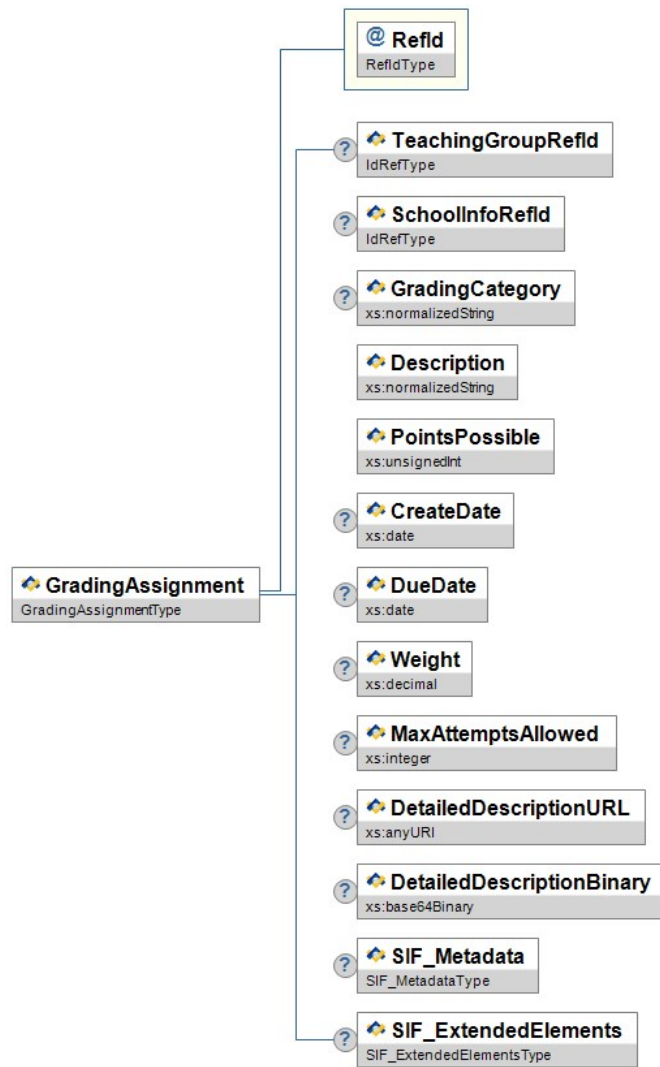 @ RefId
RefIdType
? TeachingGroupRefId
IdRefType
? SchoolInfoRefId
IdRefType
? GradingCategory
xs:normalizedString
Description
xs:normalizedString
PointsPossible
xs:unsignedInt
? CreateDate
xs:date
GradingAssignment
GradingAssignmentType
? DueDate
xs:date
? Weight
xs:decimal
? MaxAttemptsAllowed
xs:integer
? DetailedDescriptionURL
xs:anyURI
? DetailedDescriptionBinary
xs:base64Binary
? SIF_Metadata
SIF_MetadataType
? SIF_ExtendedElements
SIF_ExtendedElementsType